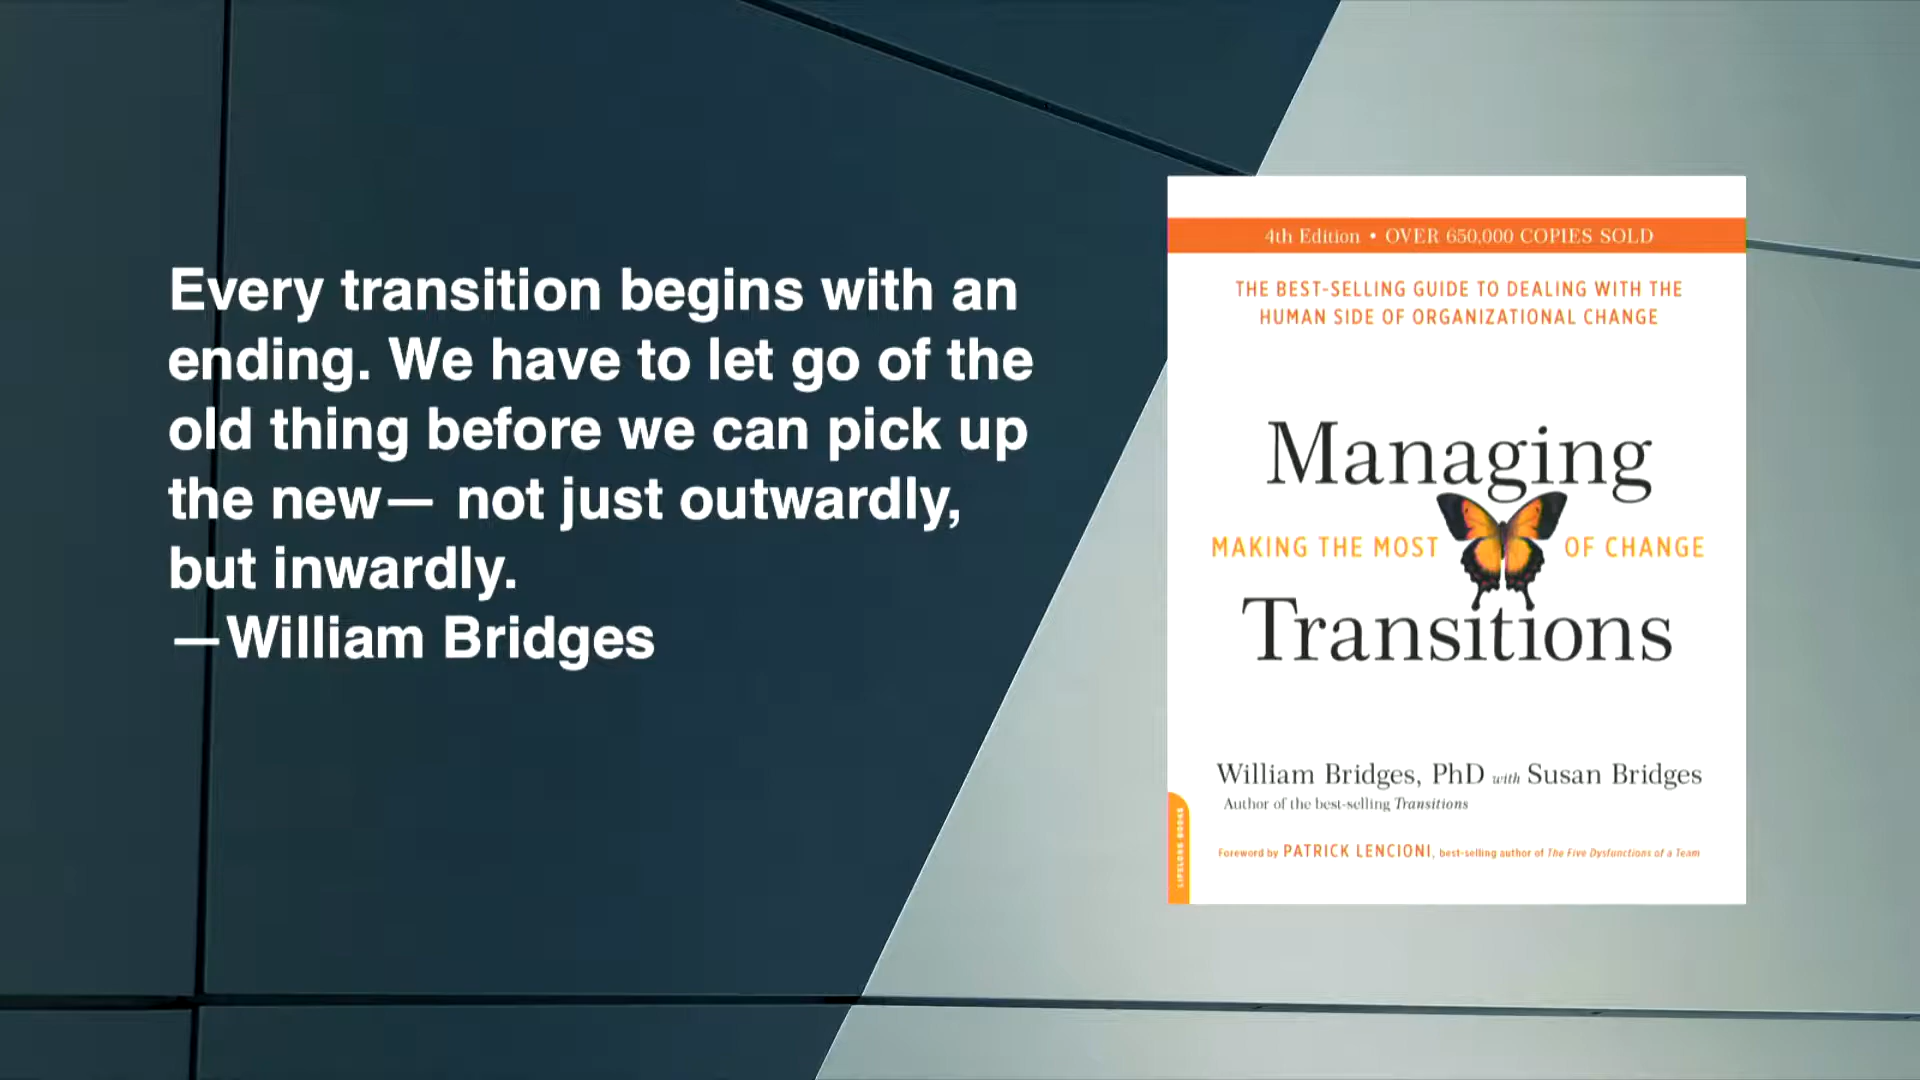 Every transition begins with an
ending. We have to let go of the
old thing before we can pick up
the new— not just outwardly,
but inwardly.
—William Bridges
4th Edition • OVER 650,000 COPIES SOLD
THE BEST-SELLING GUIDE TO DEALING WITH THE
HUMAN SIDE OF ORGANIZATIONAL CHANGE
Managing
MAKING THE MOST OF CHANGE
Transitions
William Bridges, PhD with Susan Bridges
Author of the best-selling Transitions
Foreword by PATRICK LENCIONI, best-selling author of The Five Dysfunctions of a Team
LIFELONG BOOKS